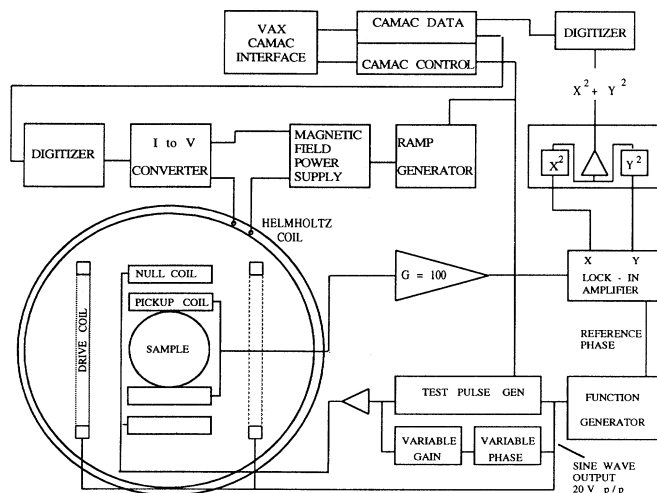 VAX
CAMAC
INTERFACE
CAMAC DATA
CAMAC CONTROL
DIGITIZER
X² + Y²
DIGITIZER
I to V
CONVERTER
MAGNETIC
FIELD
POWER
SUPPLY
RAMP
GENERATOR
X²
Y²
HELMHOLTZ
COIL
X
Y
LOCK - IN
AMPLIFIER
G = 100
NULL COIL
PICKUP COIL
SAMPLE
DRIVE COIL
REFERENCE
PHASE
TEST PULSE GEN
FUNCTION
GENERATOR
VARIABLE
GAIN
VARIABLE
PHASE
SINE WAVE
OUTPUT
20 V p / p